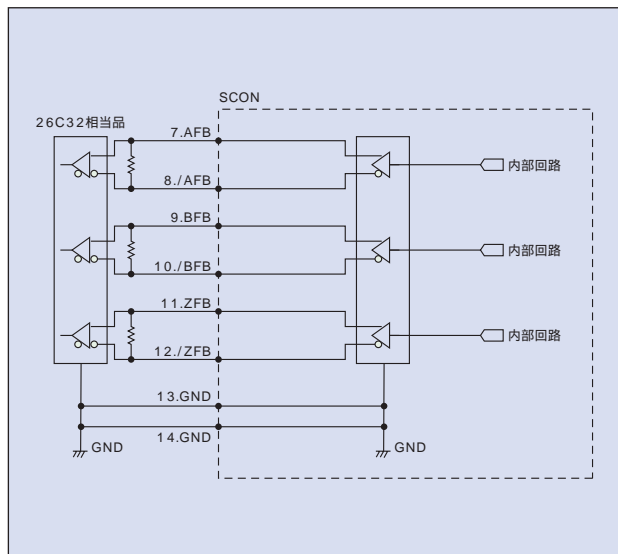 SCON
26C32相当品
7.AFB
内部回路
8./AFB
9.BFB
内部回路
10./BFB
11.ZFB
内部回路
12./ZFB
13.GND
14.GND
GND
GND